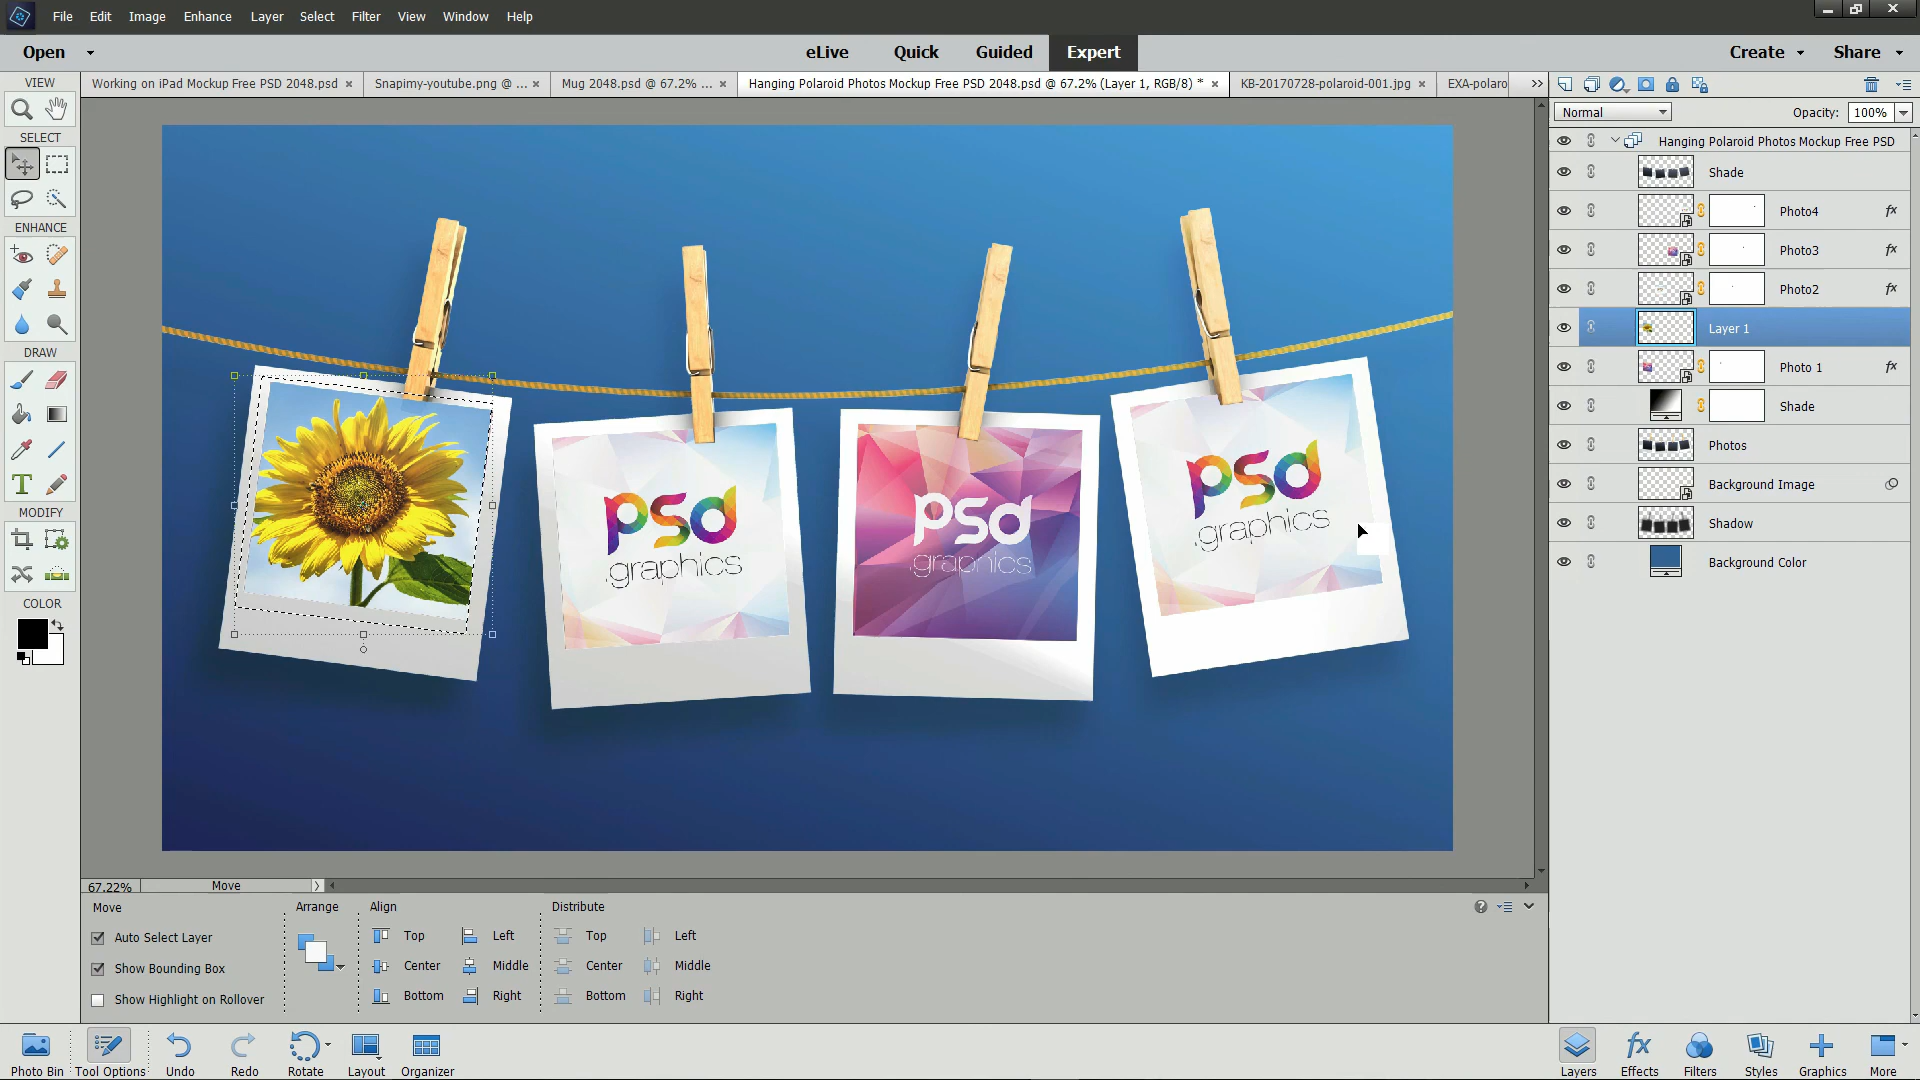 File Edit Image Enhance Layer Select Filter View Window Help
Open eLive Quick Guided Expert Create Share
VIEW
Working on iPad Mockup Free PSD 2048.psd × Snapimy-youtube.png @ ... × Mug 2048.psd @ 67.2% ... × Hanging Polaroid Photos Mockup Free PSD 2048.psd @ 67.2% (Layer 1, RGB/8) * × KB-20170728-polaroid-001.jpg × EXA-polaro
Normal Opacity: 100%
SELECT
Hanging Polaroid Photos Mockup Free PSD
Shade
Photo4 fx
ENHANCE
Photo3 fx
Photo2 fx
Layer 1
DRAW
Photo 1 fx
Shade
Photos
Background Image
Shadow
Background Color
MODIFY
COLOR
psd
.graphics
psd
.graphics
psd
.graphics
67.22% Move
Move Arrange Align Distribute
Auto Select Layer Top Left Top Left
Show Bounding Box Center Middle Center Middle
Show Highlight on Rollover Bottom Right Bottom Right
Photo Bin Tool Options Undo Redo Rotate Layout Organizer Layers Effects Filters Styles Graphics More